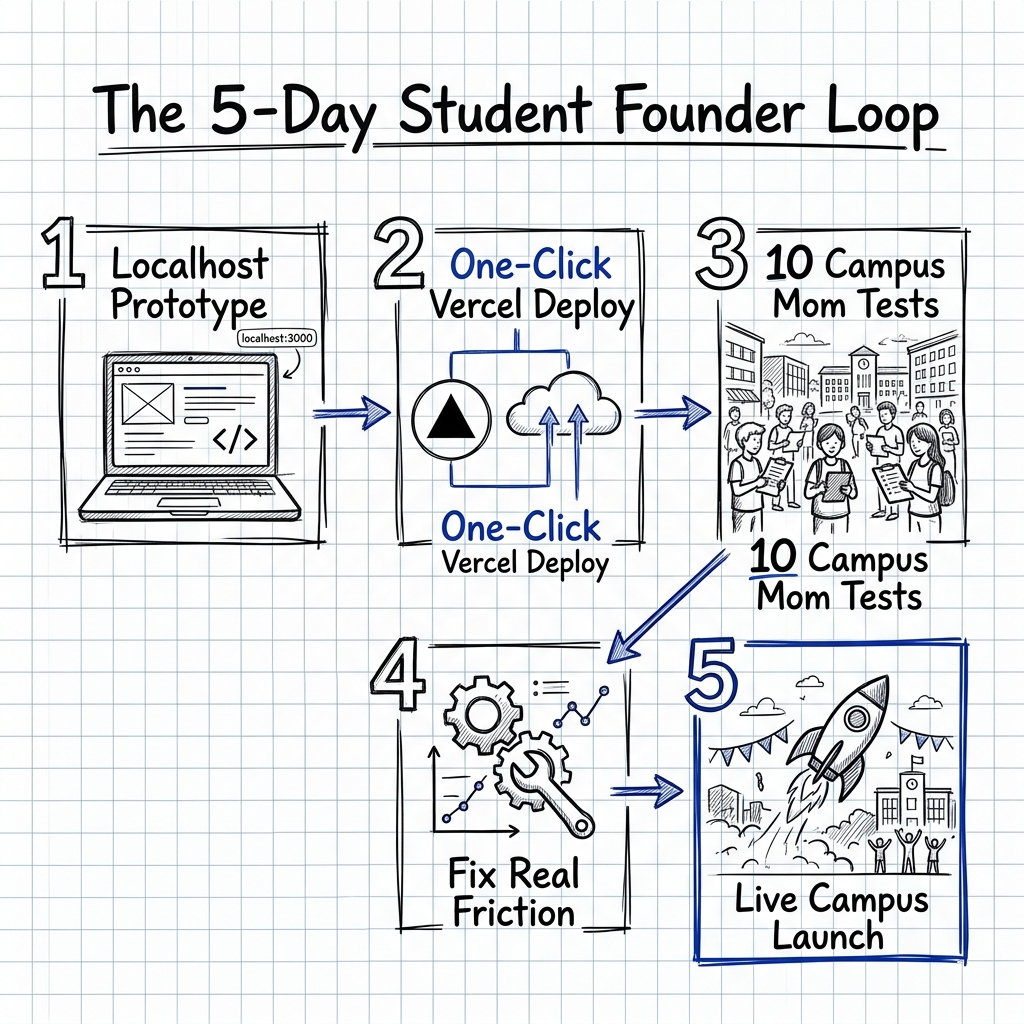 The 5-Day Student Founder Loop
1
Localhost
Prototype
localhost:3000
</>
2
One-Click
Vercel Deploy
One-Click
Vercel Deploy
3
10 Campus
Mom Tests
10 Campus
Mom Tests
4
Fix Real
Friction
5
Live Campus
Launch